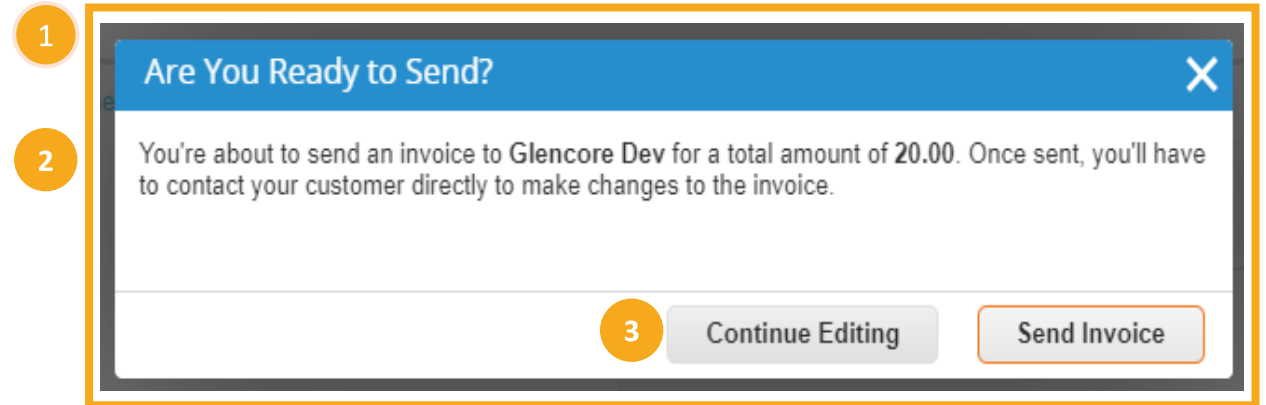 1
Are You Ready to Send?
2
You're about to send an invoice to Glencore Dev for a total amount of 20.00. Once sent, you'll have
to contact your customer directly to make changes to the invoice.
3
Continue Editing
Send Invoice